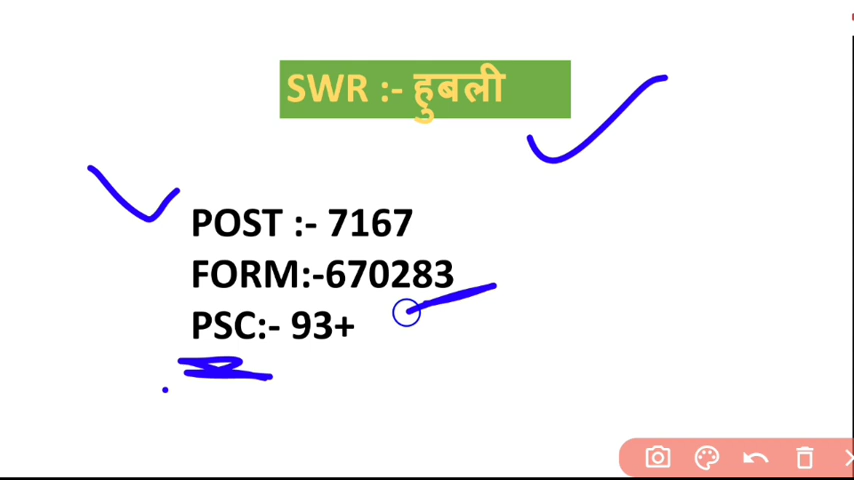 SWR :- हुबली
POST :- 7167
FORM:-670283
PSC:- 93+